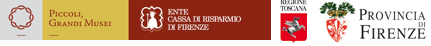 PICCOLI,
GRANDI MUSEI
ENTE
CASSA DI RISPARMIO
DI FIRENZE
REGIONE
TOSCANA
PROVINCIA
DI
FIRENZE